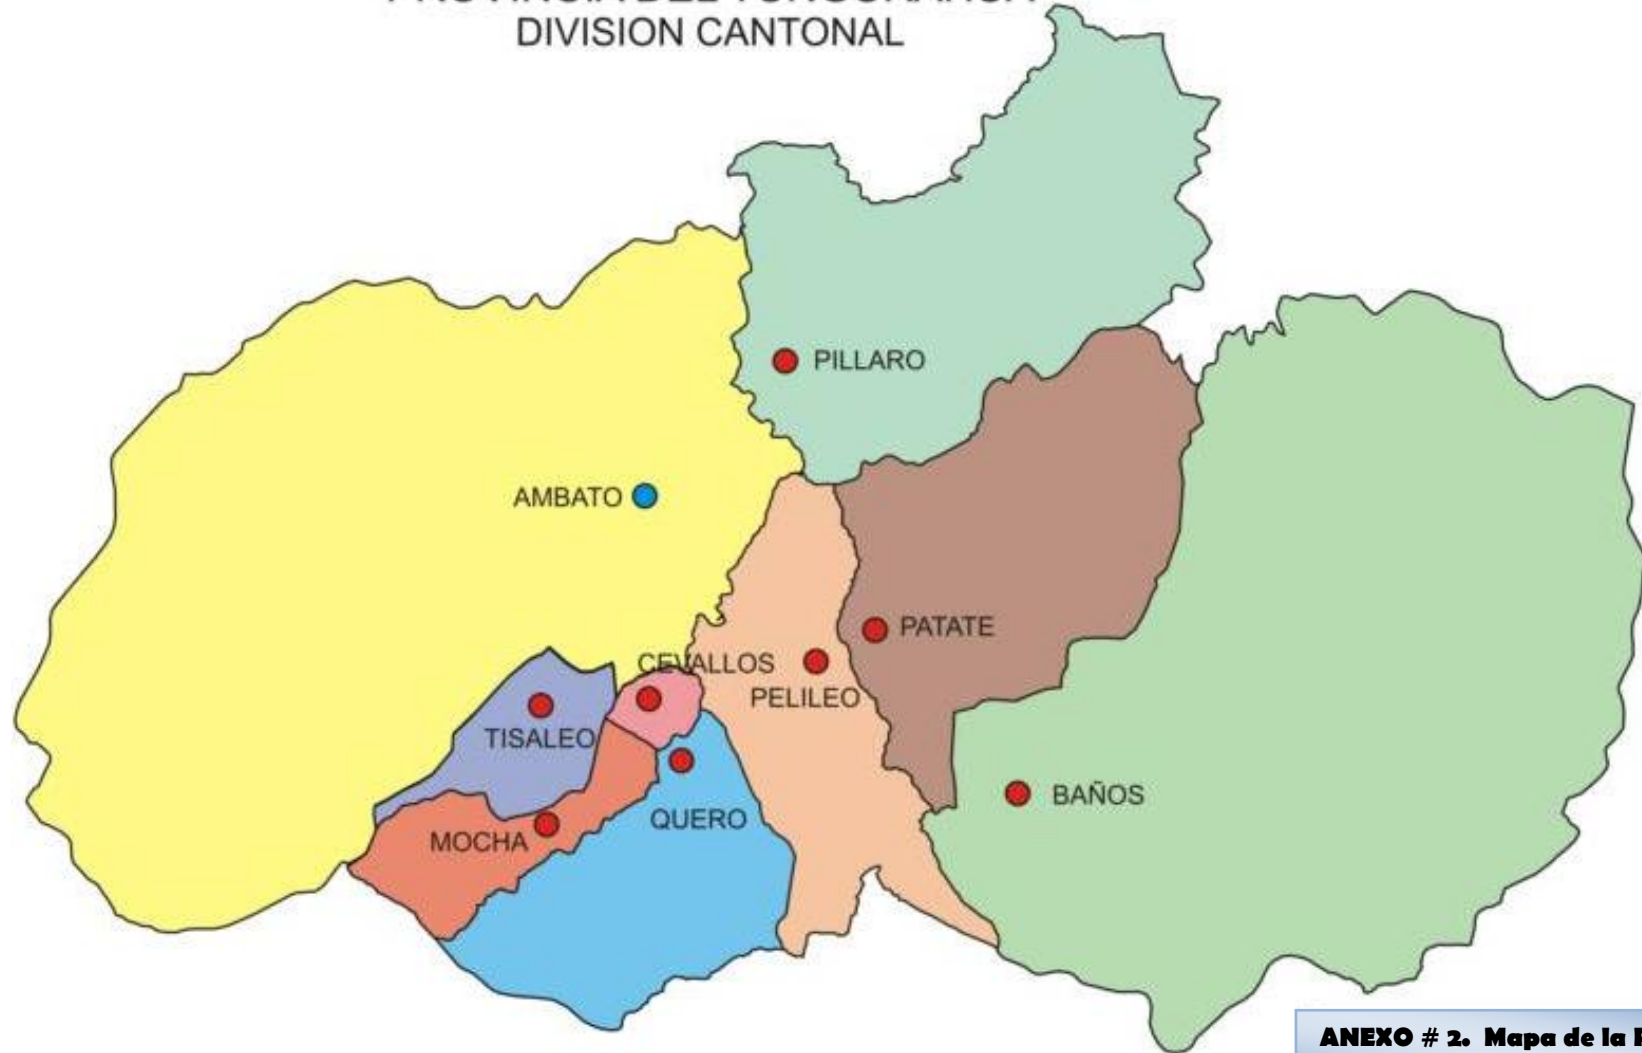 DIVISION CANTONAL
PILLARO
AMBATO
PATATE
CEVALLOS
PELILEO
TISALEO
BAÑOS
QUERO
MOCHA
ANEXO # 2. Mapa de la